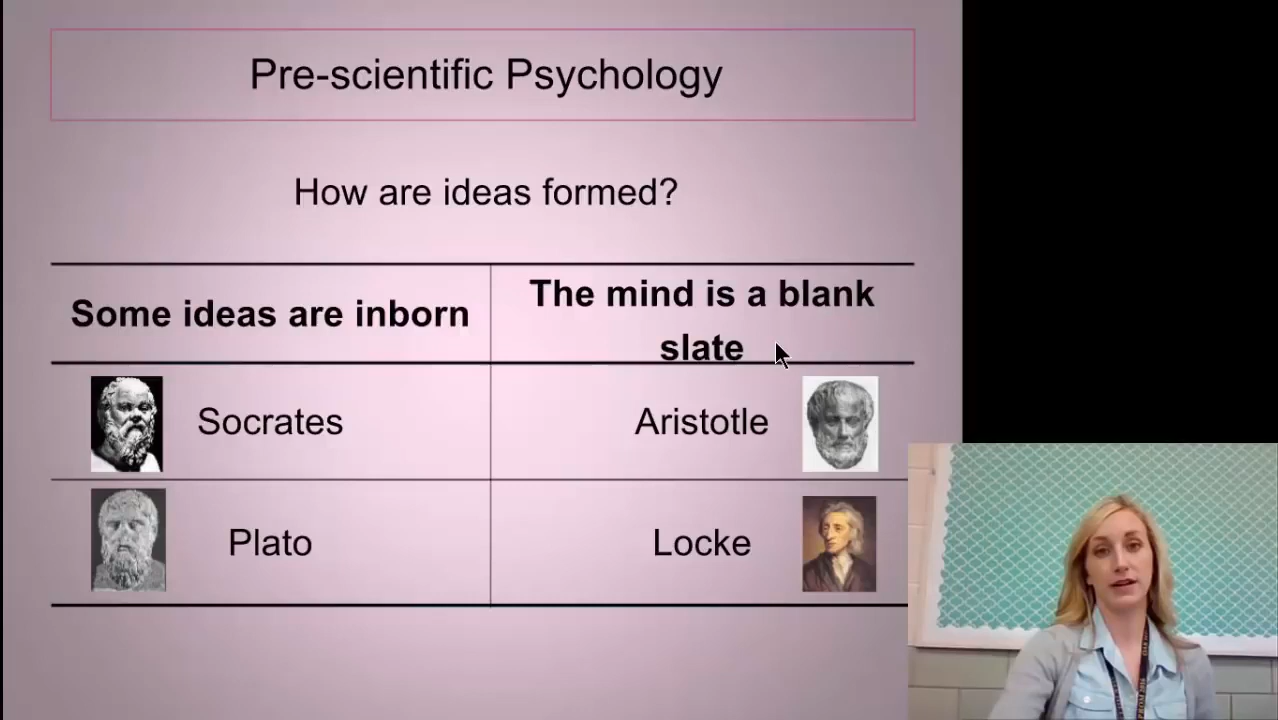 Pre-scientific Psychology
How are ideas formed?
Some ideas are inborn
The mind is a blank
slate
Socrates
Aristotle
Plato
Locke